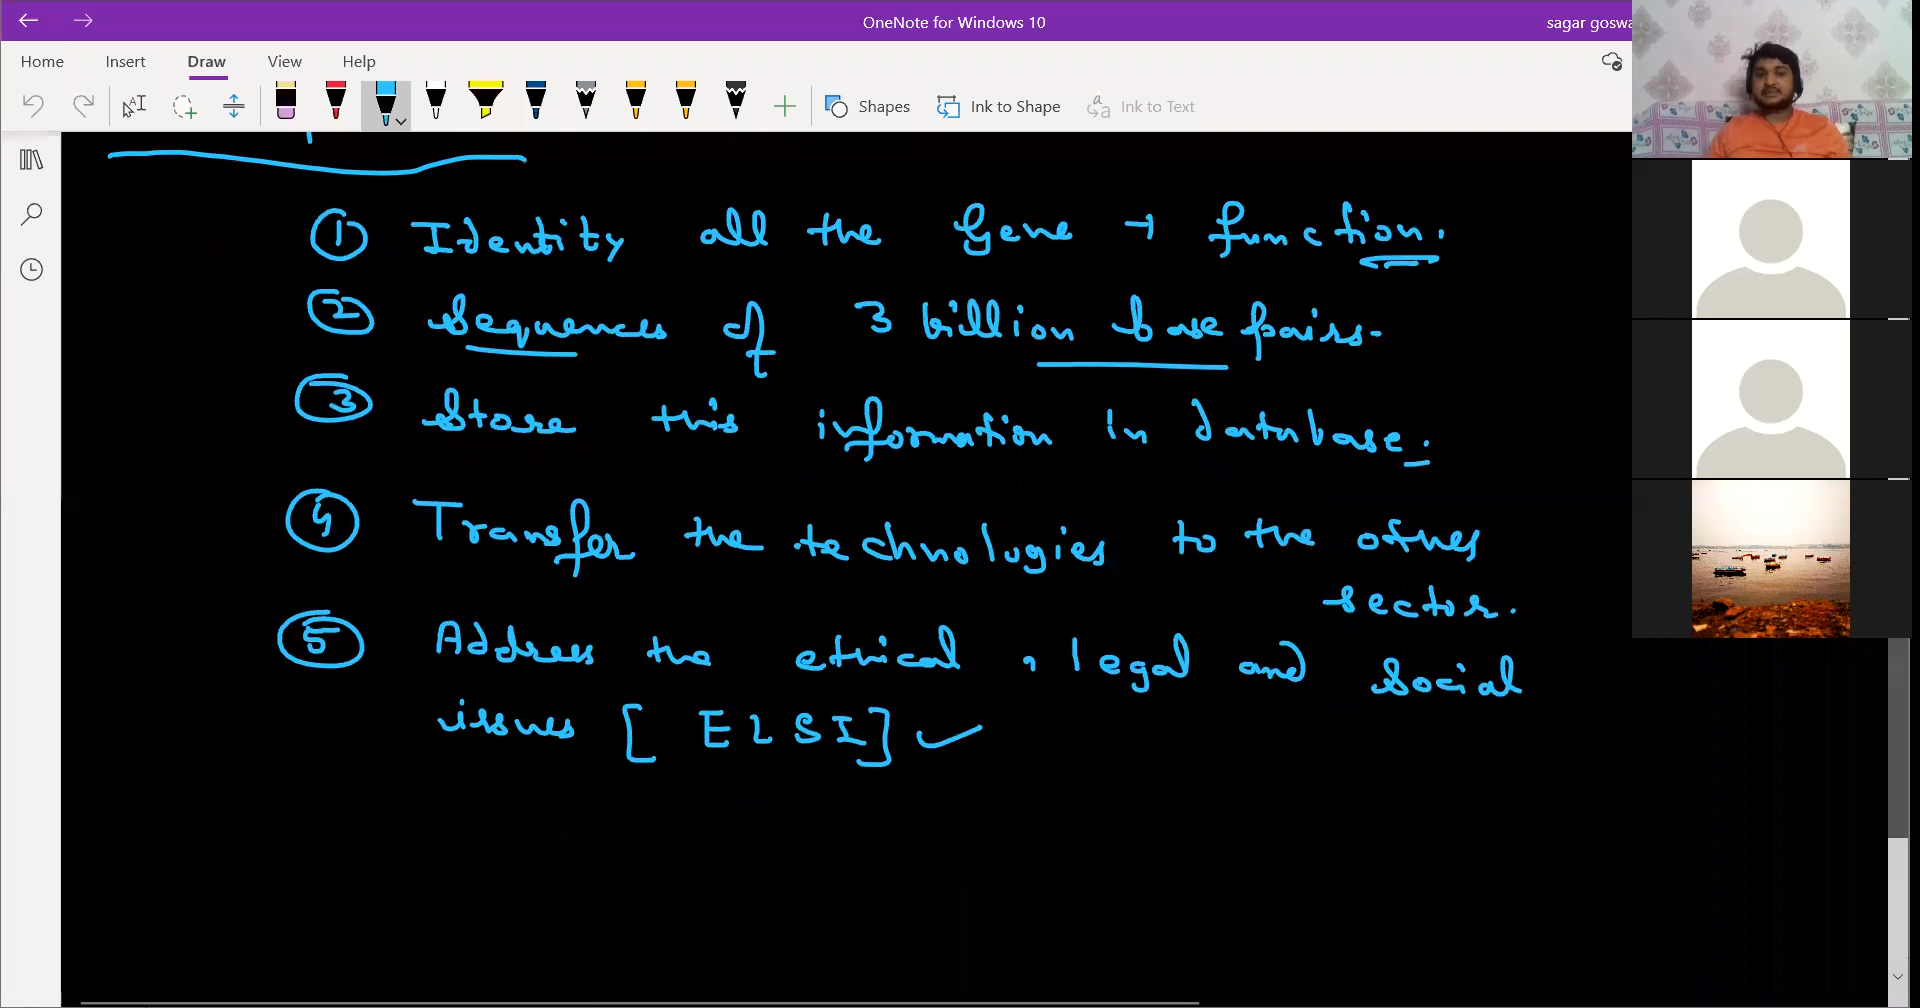 OneNote for Windows 10
sagar goswa
Home Insert Draw View Help
Shapes Ink to Shape Ink to Text
① Identity all the Gene → function.
② Sequences of 3 billion base pairs.
③ Store this information in database.
④ Transfer the technologies to the other
sector.
⑤ Address the ethical, legal and social
issues [ELSI] ✓